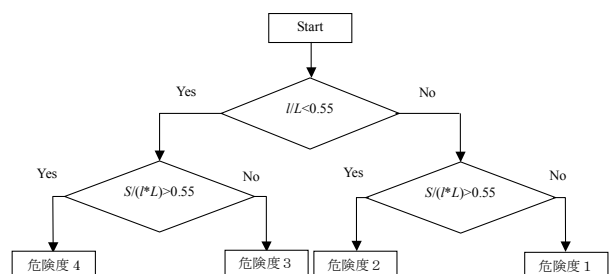 Start
Yes
l/L<0.55
No
Yes
S/(l*L)>0.55
No
Yes
S/(l*L)>0.55
No
危険度４
危険度３
危険度２
危険度１